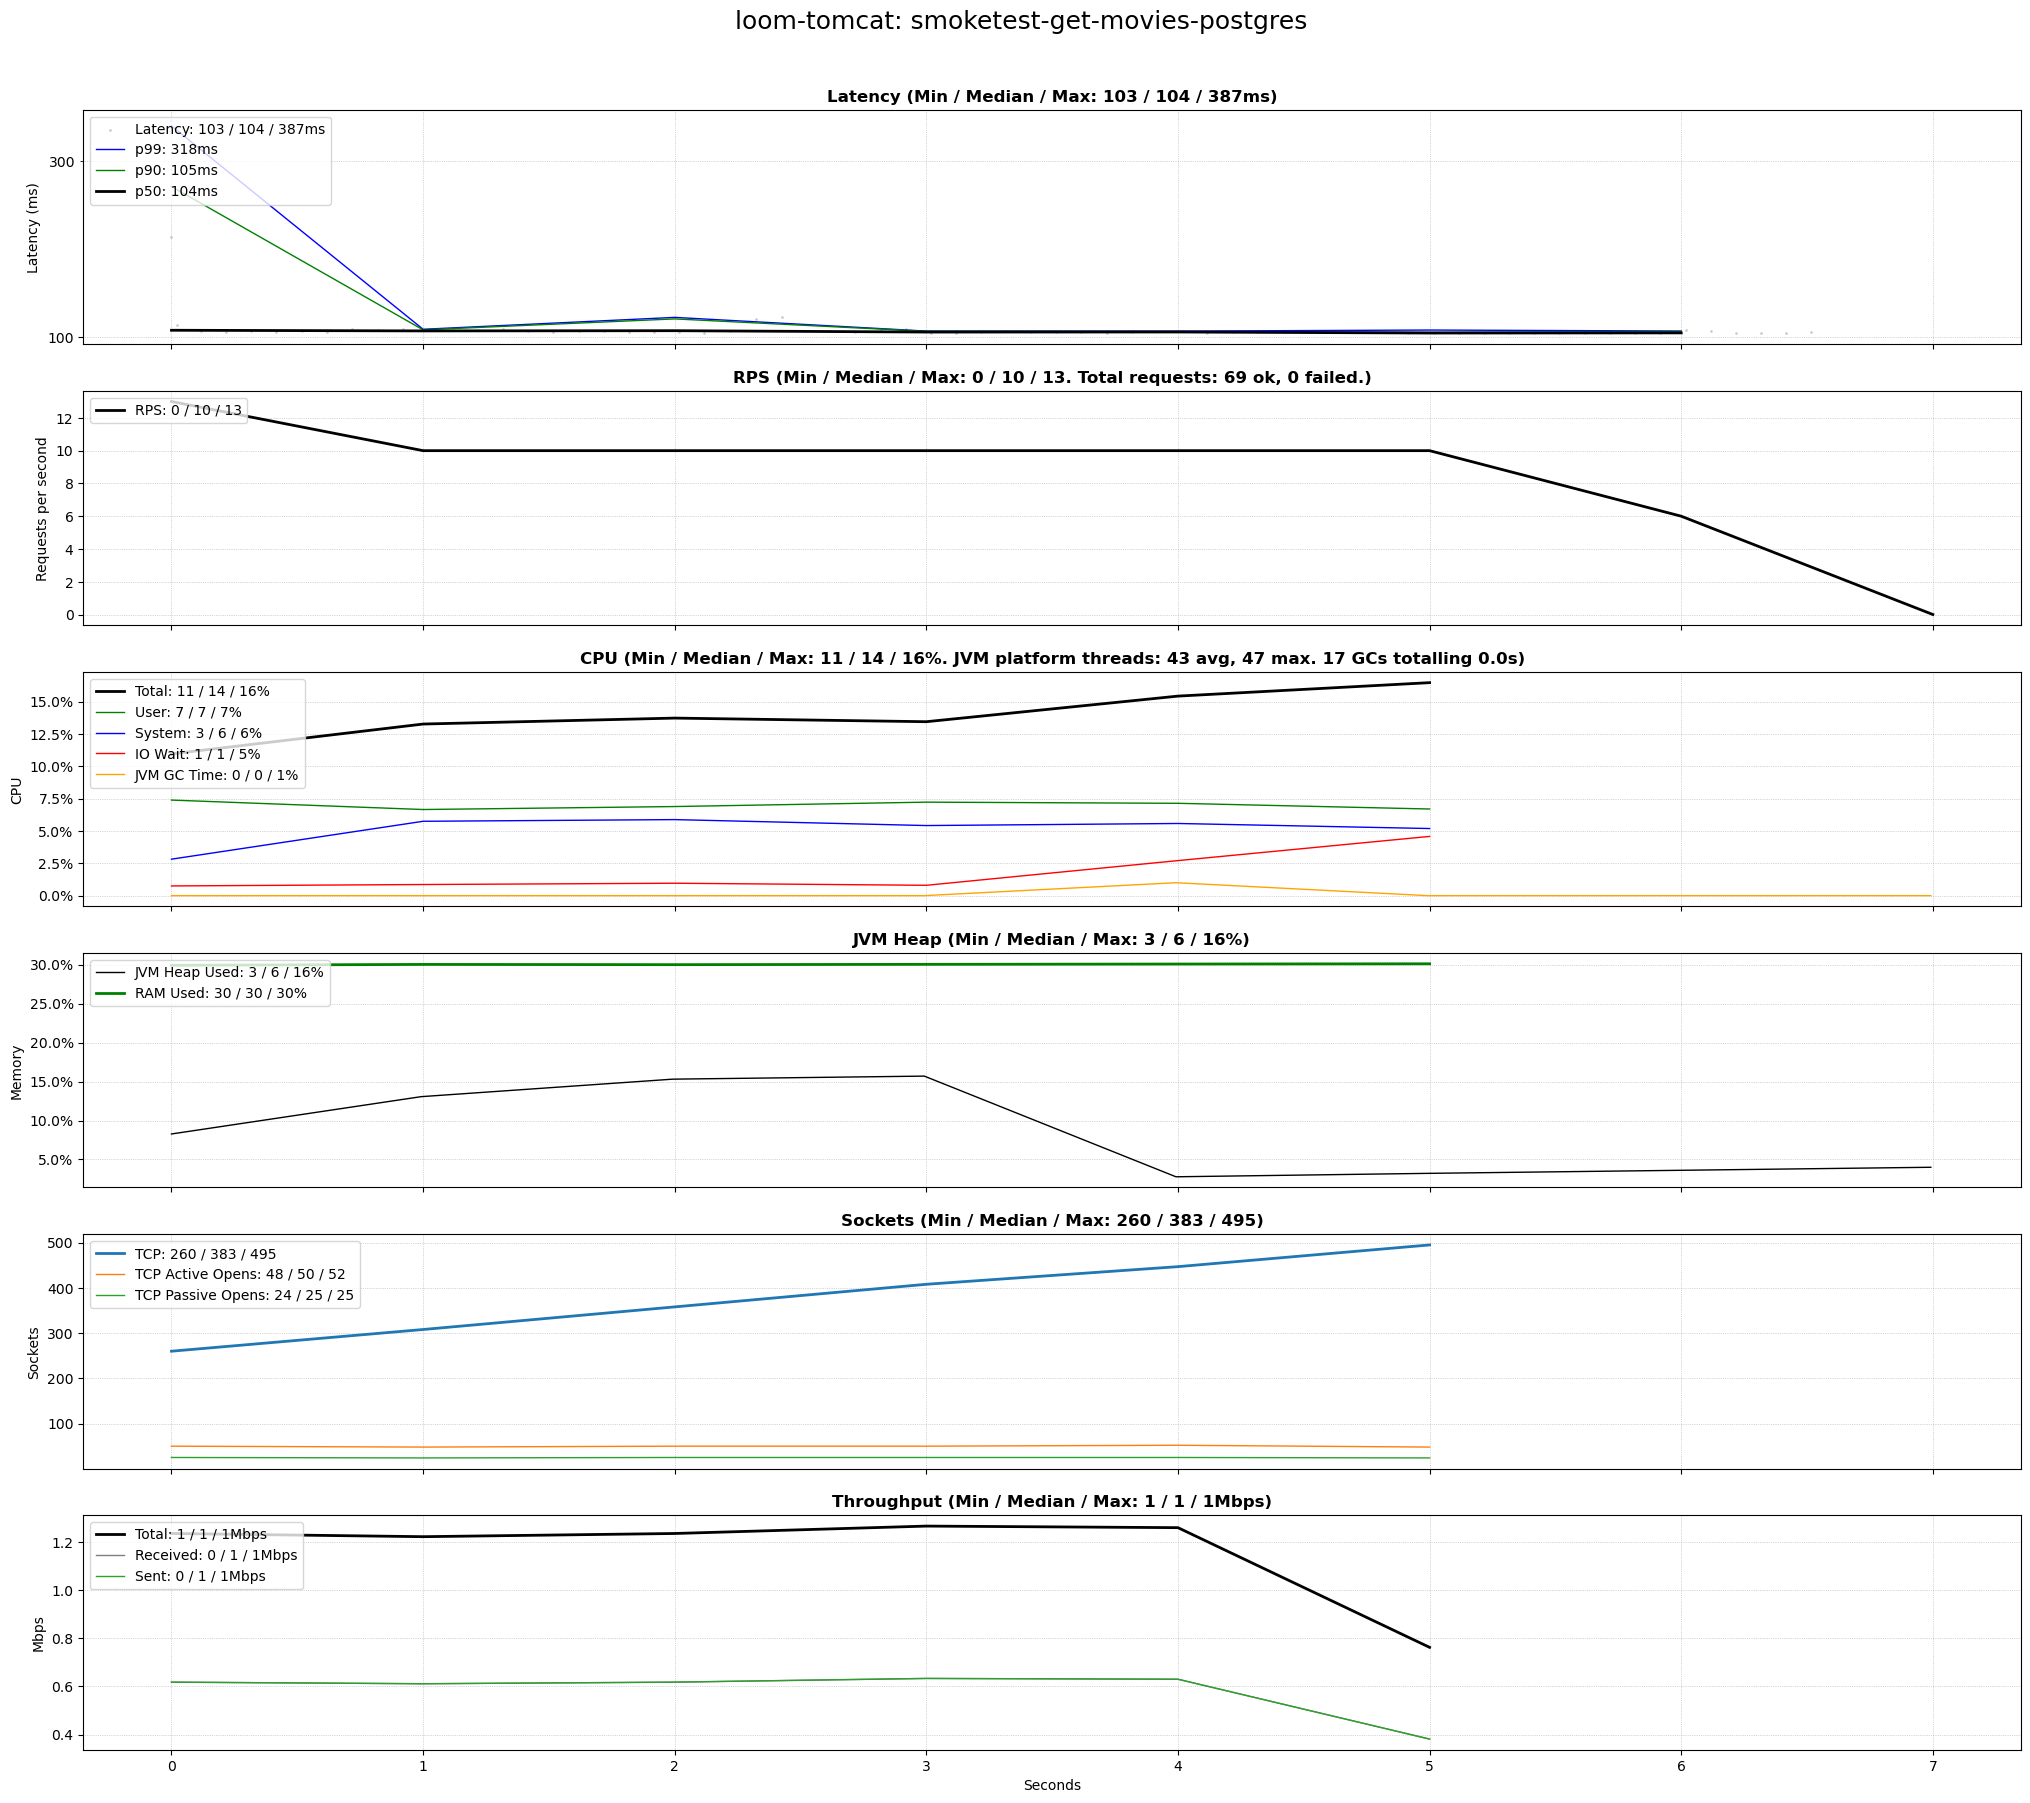 loom-tomcat: smoketest-get-movies-postgres
Latency (Min / Median / Max: 103 / 104 / 387ms)
Latency: 103 / 104 / 387ms
p99: 318ms
p90: 105ms
p50: 104ms
300
100
Latency (ms)
RPS (Min / Median / Max: 0 / 10 / 13. Total requests: 69 ok, 0 failed.)
RPS: 0 / 10 / 13
12
10
8
6
4
2
0
Requests per second
CPU (Min / Median / Max: 11 / 14 / 16%. JVM platform threads: 43 avg, 47 max. 17 GCs totalling 0.0s)
Total: 11 / 14 / 16%
User: 7 / 7 / 7%
System: 3 / 6 / 6%
IO Wait: 1 / 1 / 5%
JVM GC Time: 0 / 0 / 1%
15.0%
12.5%
10.0%
7.5%
5.0%
2.5%
0.0%
CPU
JVM Heap (Min / Median / Max: 3 / 6 / 16%)
JVM Heap Used: 3 / 6 / 16%
RAM Used: 30 / 30 / 30%
30.0%
25.0%
20.0%
15.0%
10.0%
5.0%
Memory
Sockets (Min / Median / Max: 260 / 383 / 495)
TCP: 260 / 383 / 495
TCP Active Opens: 48 / 50 / 52
TCP Passive Opens: 24 / 25 / 25
500
400
300
200
100
Sockets
Throughput (Min / Median / Max: 1 / 1 / 1Mbps)
Total: 1 / 1 / 1Mbps
Received: 0 / 1 / 1Mbps
Sent: 0 / 1 / 1Mbps
1.2
1.0
0.8
0.6
0.4
Mbps
0 1 2 3 4 5 6 7
Seconds